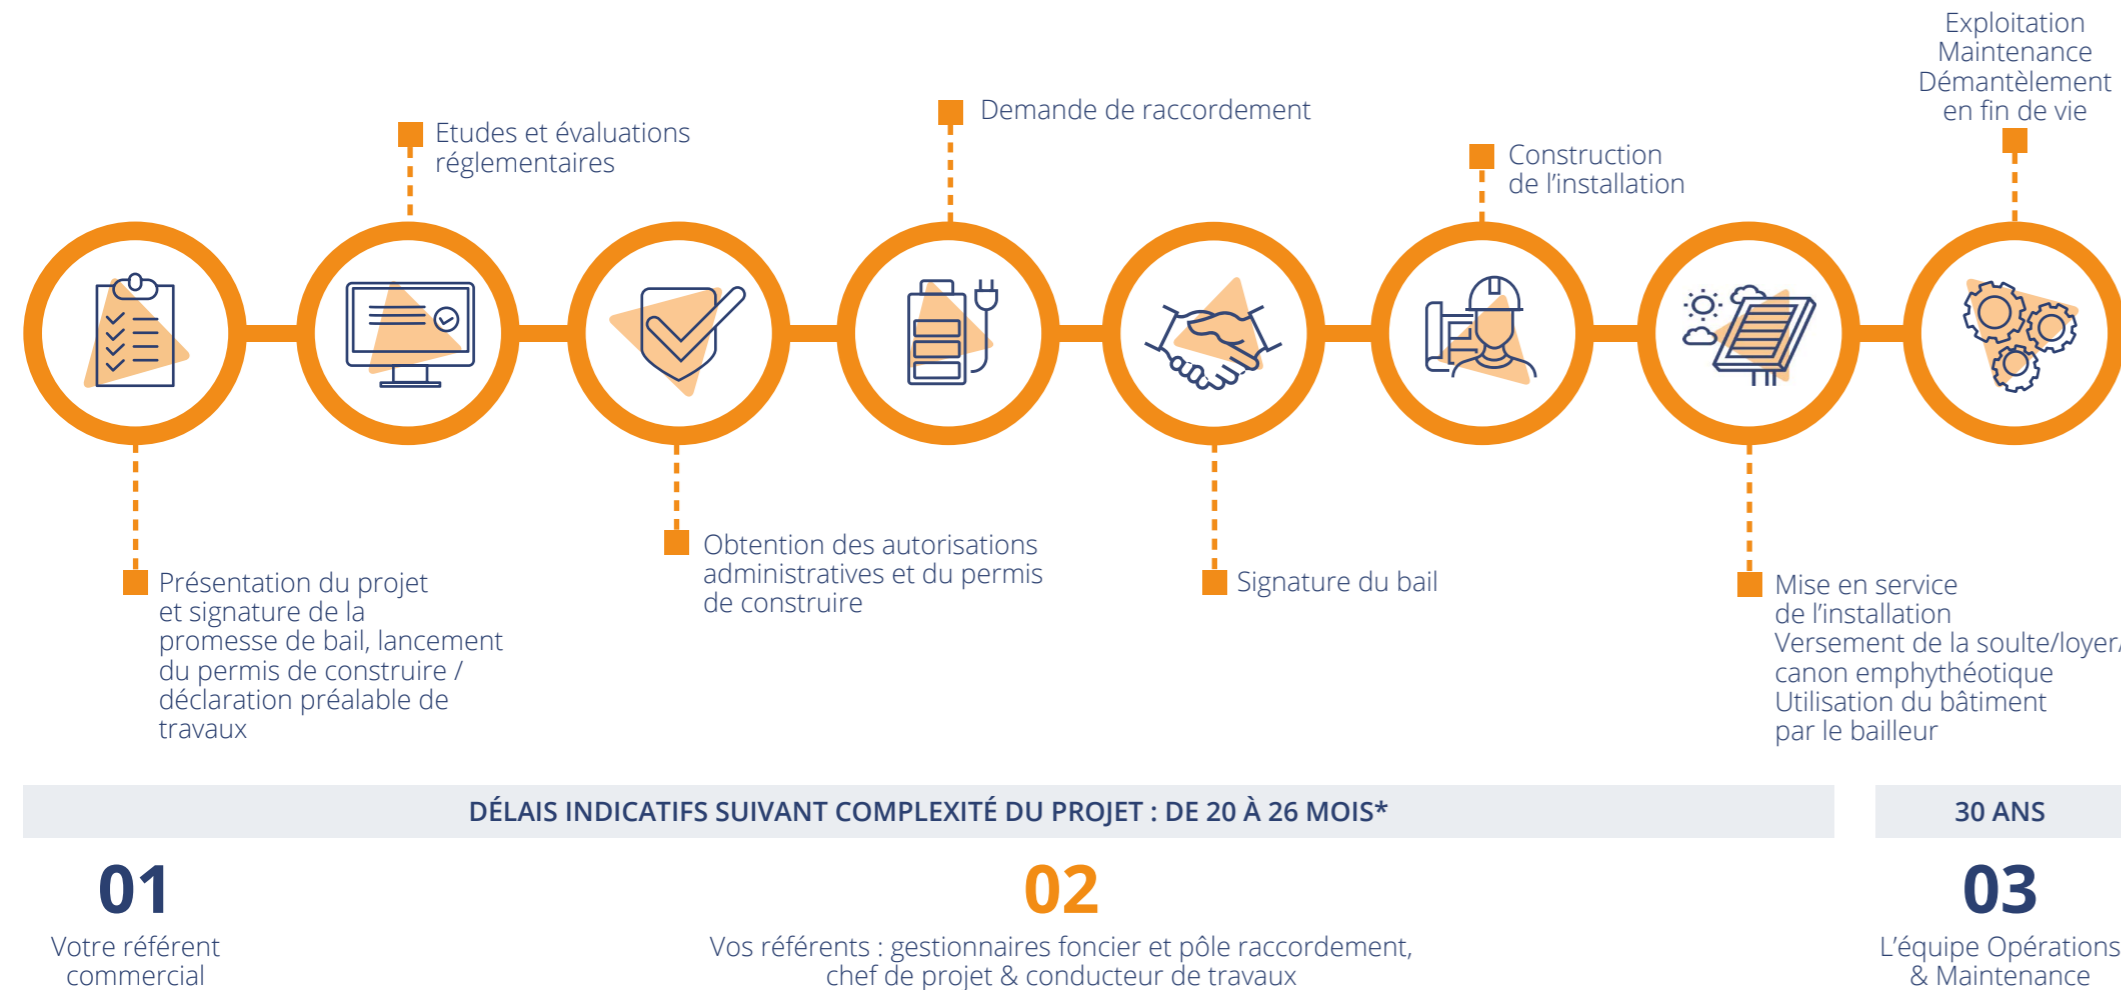 Exploitation
Maintenance
Démantèlement
en fin de vie
Demande de raccordement
Etudes et évaluations
réglementaires
Construction
de l'installation
Obtention des autorisations
administratives et du permis
de construire
Présentation du projet
et signature de la
promesse de bail, lancement
du permis de construire /
déclaration préalable de
travaux
Signature du bail
Mise en service
de l'installation
Versement de la soulte/loyer/
canon emphythéotique
Utilisation du bâtiment
par le bailleur
DÉLAIS INDICATIFS SUIVANT COMPLEXITÉ DU PROJET : DE 20 À 26 MOIS*
30 ANS
01
Votre référent
commercial
02
Vos référents : gestionnaires foncier et pôle raccordement,
chef de projet & conducteur de travaux
03
L'équipe Opérations
& Maintenance